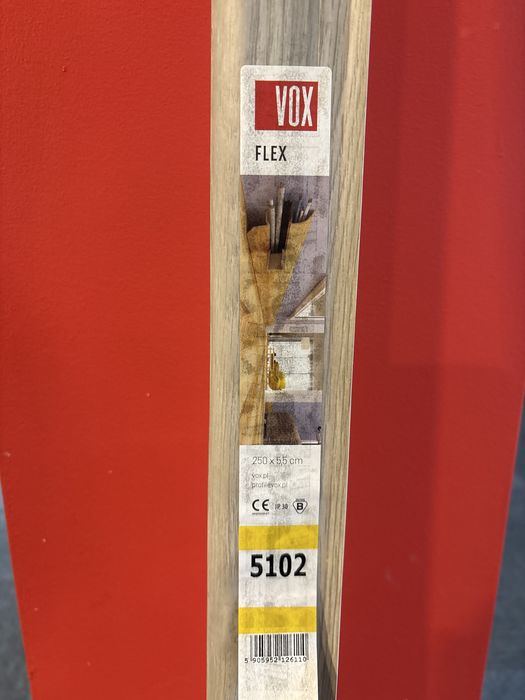 VOX
FLEX
250 x 5,5 cm
vox.pl
profilevox.pl
CE IP 30 B
5102
5 905952 126110